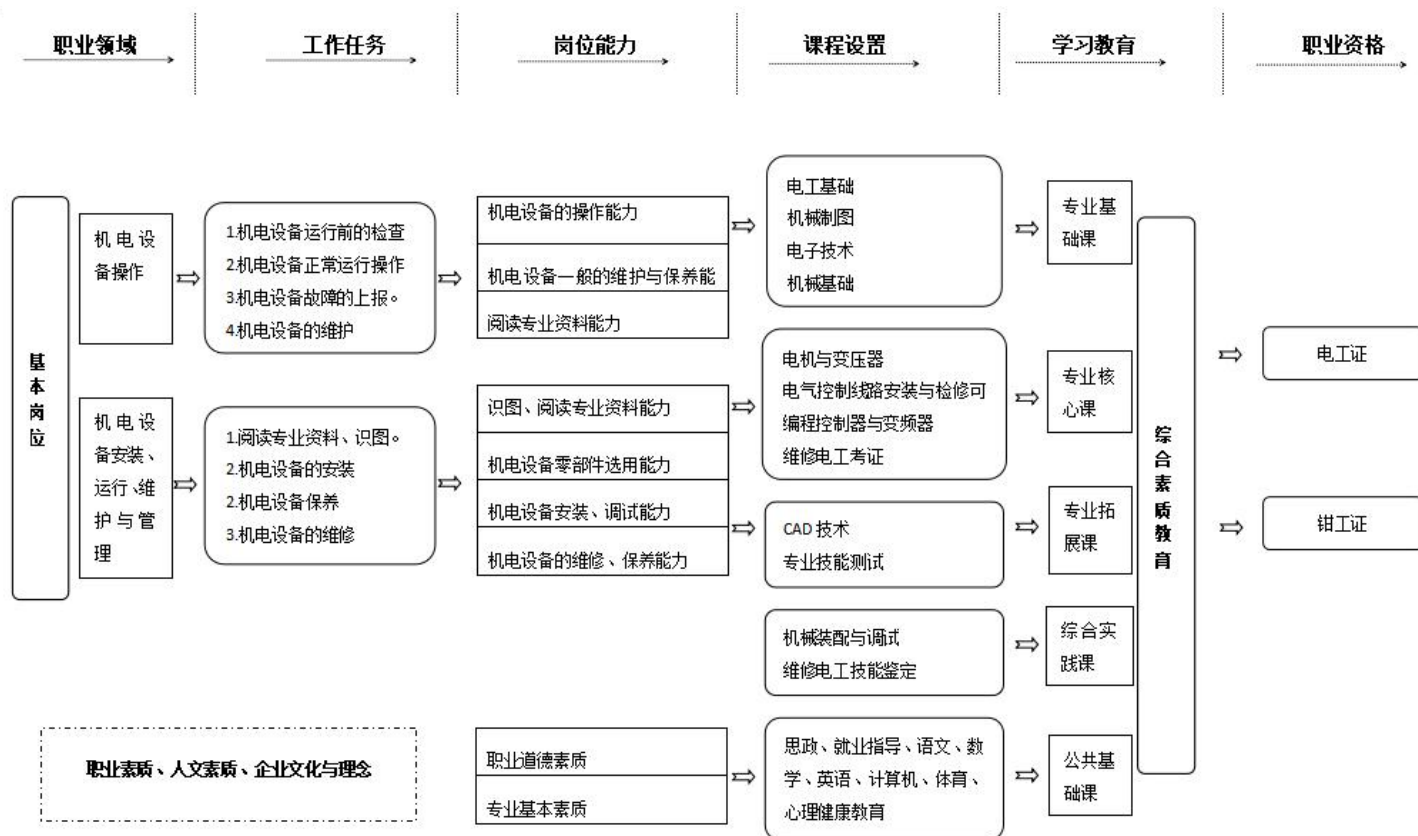 职业领域
工作任务
岗位能力
课程设置
学习教育
职业资格
基
本
岗
位
机电设
备操作
1.机电设备运行前的检查
2.机电设备正常运行操作
3.机电设备故障的上报。
4.机电设备的维护
机电设备的操作能力
机电设备一般的维护与保养能
阅读专业资料能力
电工基础
机械制图
电子技术
机械基础
专业基
础课
机电设
备安装、
运行、维
护与管
理
1.阅读专业资料、识图。
2.机电设备的安装
2.机电设备保养
3.机电设备的维修
识图、阅读专业资料能力
机电设备零部件选用能力
机电设备安装、调试能力
机电设备的维修、保养能力
电机与变压器
电气控制线路安装与检修可
编程控制器与变频器
维修电工考证
专业核
心课
CAD 技术
专业技能测试
专业拓
展课
机械装配与调式
维修电工技能鉴定
综合实
践课
职业素质、人文素质、企业文化与理念
职业道德素质
专业基本素质
思政、就业指导、语文、数
学、英语、计算机、体育、
心理健康教育
公共基
础课
综
合
素
质
教
育
电工证
钳工证